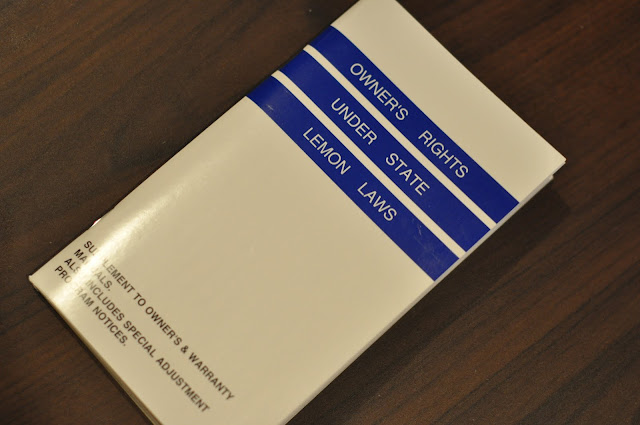 OWNER'S RIGHTS
UNDER STATE
LEMON LAWS
SUPPLEMENT TO OWNER'S & WARRANTY
MANUALS.
ALSO INCLUDES SPECIAL ADJUSTMENT
PROGRAM NOTICES.